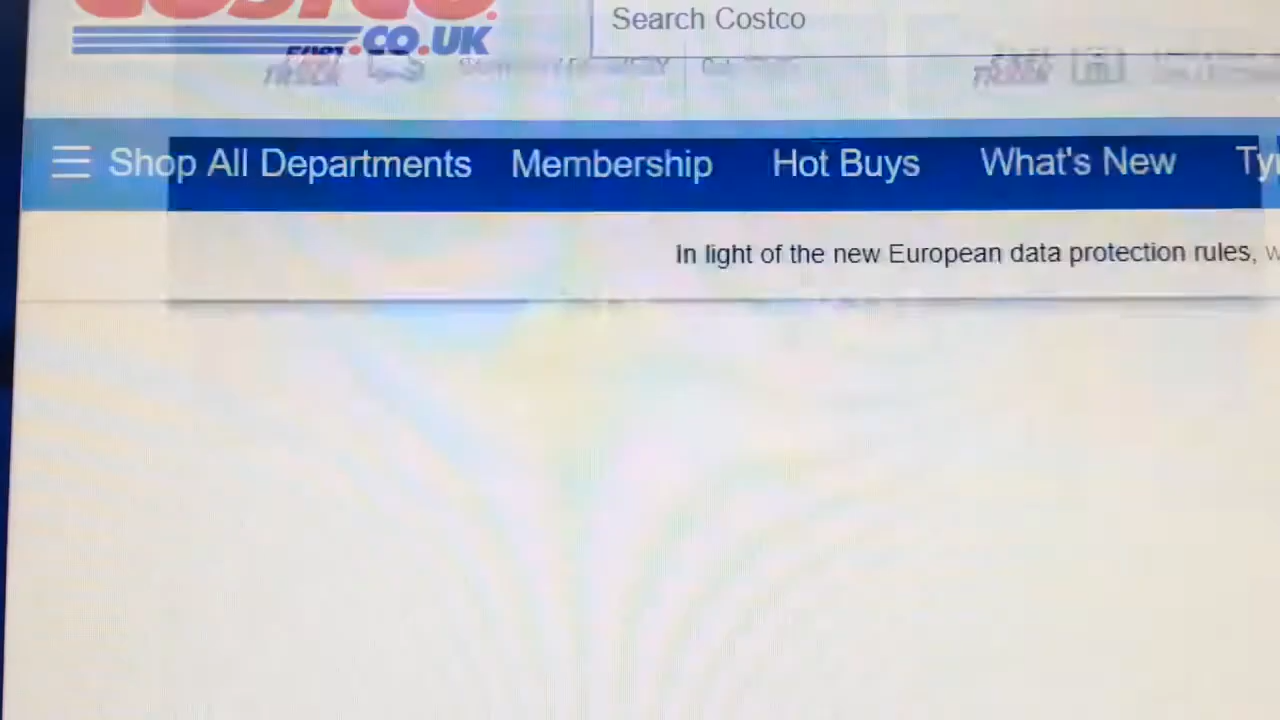 COSTCO
.CO.UK
Search Costco
Shop All Departments Membership Hot Buys What's New
In light of the new European data protection rules,